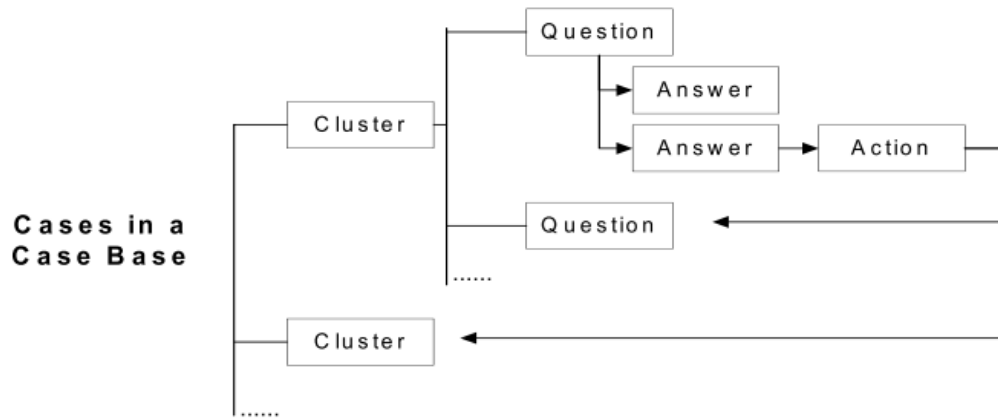 Question
Answer
Cluster
Answer
Action
Cases in a
Case Base
Question
......
Cluster
......